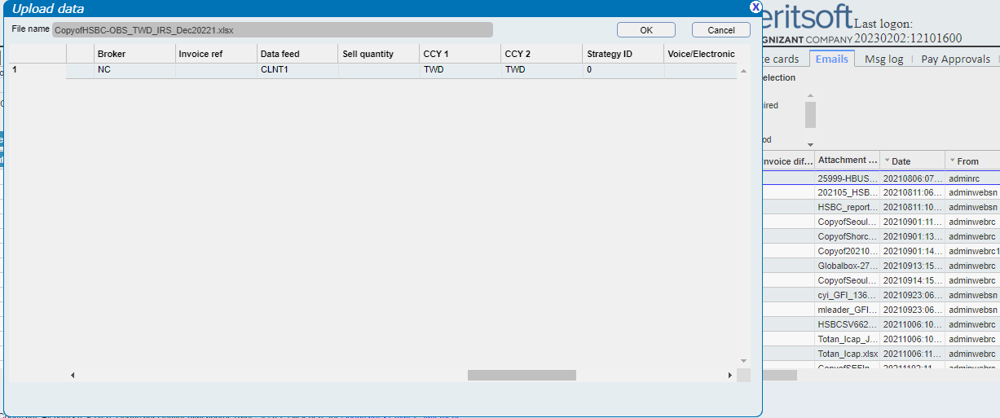 Upload data
File name CopyofHSBC-OBS_TWD_IRS_Dec20221.xlsx OK Cancel
Broker Invoice ref Data feed Sell quantity CCY 1 CCY 2 Strategy ID Voice/Electronic
1 NC CLNT1 TWD TWD 0
eritsoft
Last logon:
GNIZANT COMPANY 20230202:12101600
te cards Emails Msg log Pay Approvals
election
ired
od
nvoice dif... Attachment ... Date From
25999-HBUS... 20210806:07... adminrc
202105_HSB... 20210811:06... adminwebsn
HSBC_report... 20210811:10... adminwebsn
CopyofSeoul... 20210901:11... adminwebrc
CopyofShorc... 20210901:13... adminwebrc
Copyof20210... 20210901:14... adminwebrc1
Globalbox-27... 20210913:15... adminwebrc
CopyofSeoul... 20210914:15... adminwebrc
cyi_GFI_136... 20210923:06... adminwebsn
mleader_GFI... 20210923:06... adminwebsn
HSBCSV662... 20211006:10... adminwebrc
Totan_Icap_J... 20211006:10... adminwebrc
Totan_Icap.xlsx 20211006:11... adminwebrc